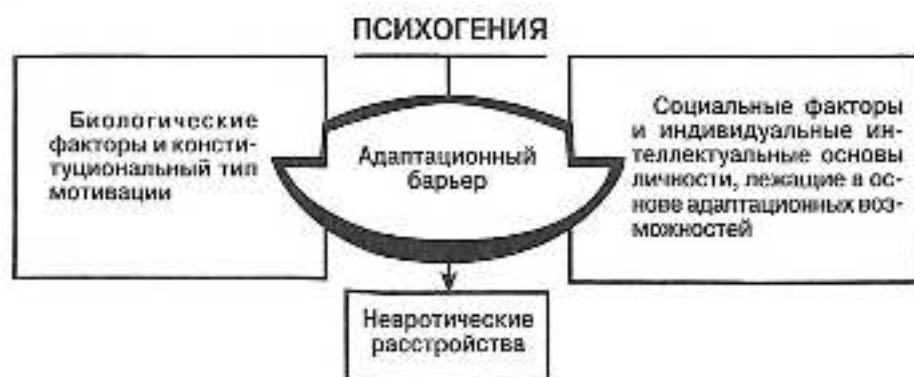 ПСИХОГЕНИЯ
Биологические
факторы и консти-
туциональный тип
мотивации
Адаптационный
барьер
Социальные факторы
и индивидуальные ин-
теллектуальные основы
личности, лежащие в ос-
нове адаптационных воз-
можностей
Невротические
расстройства